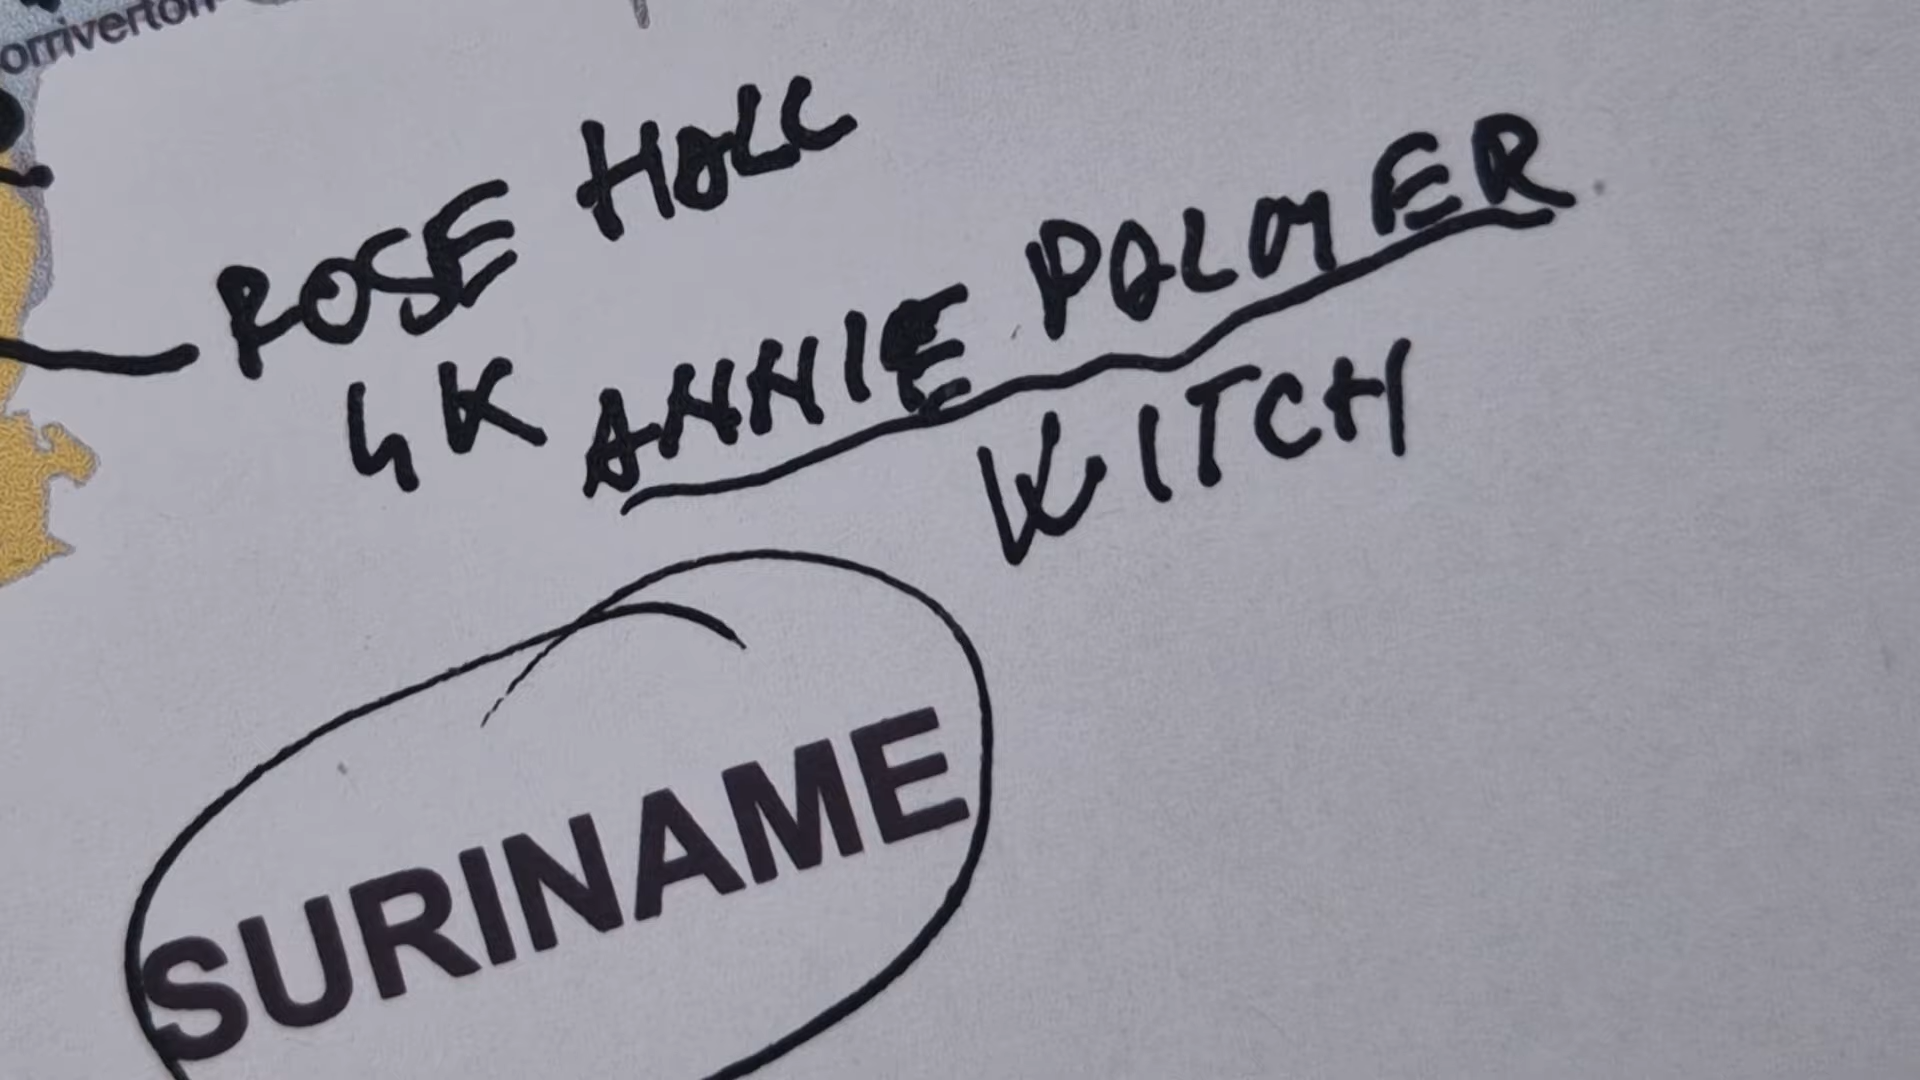 orriverton
ROSE HALL
4K ANNIE PALMER
WITCH
SURINAME